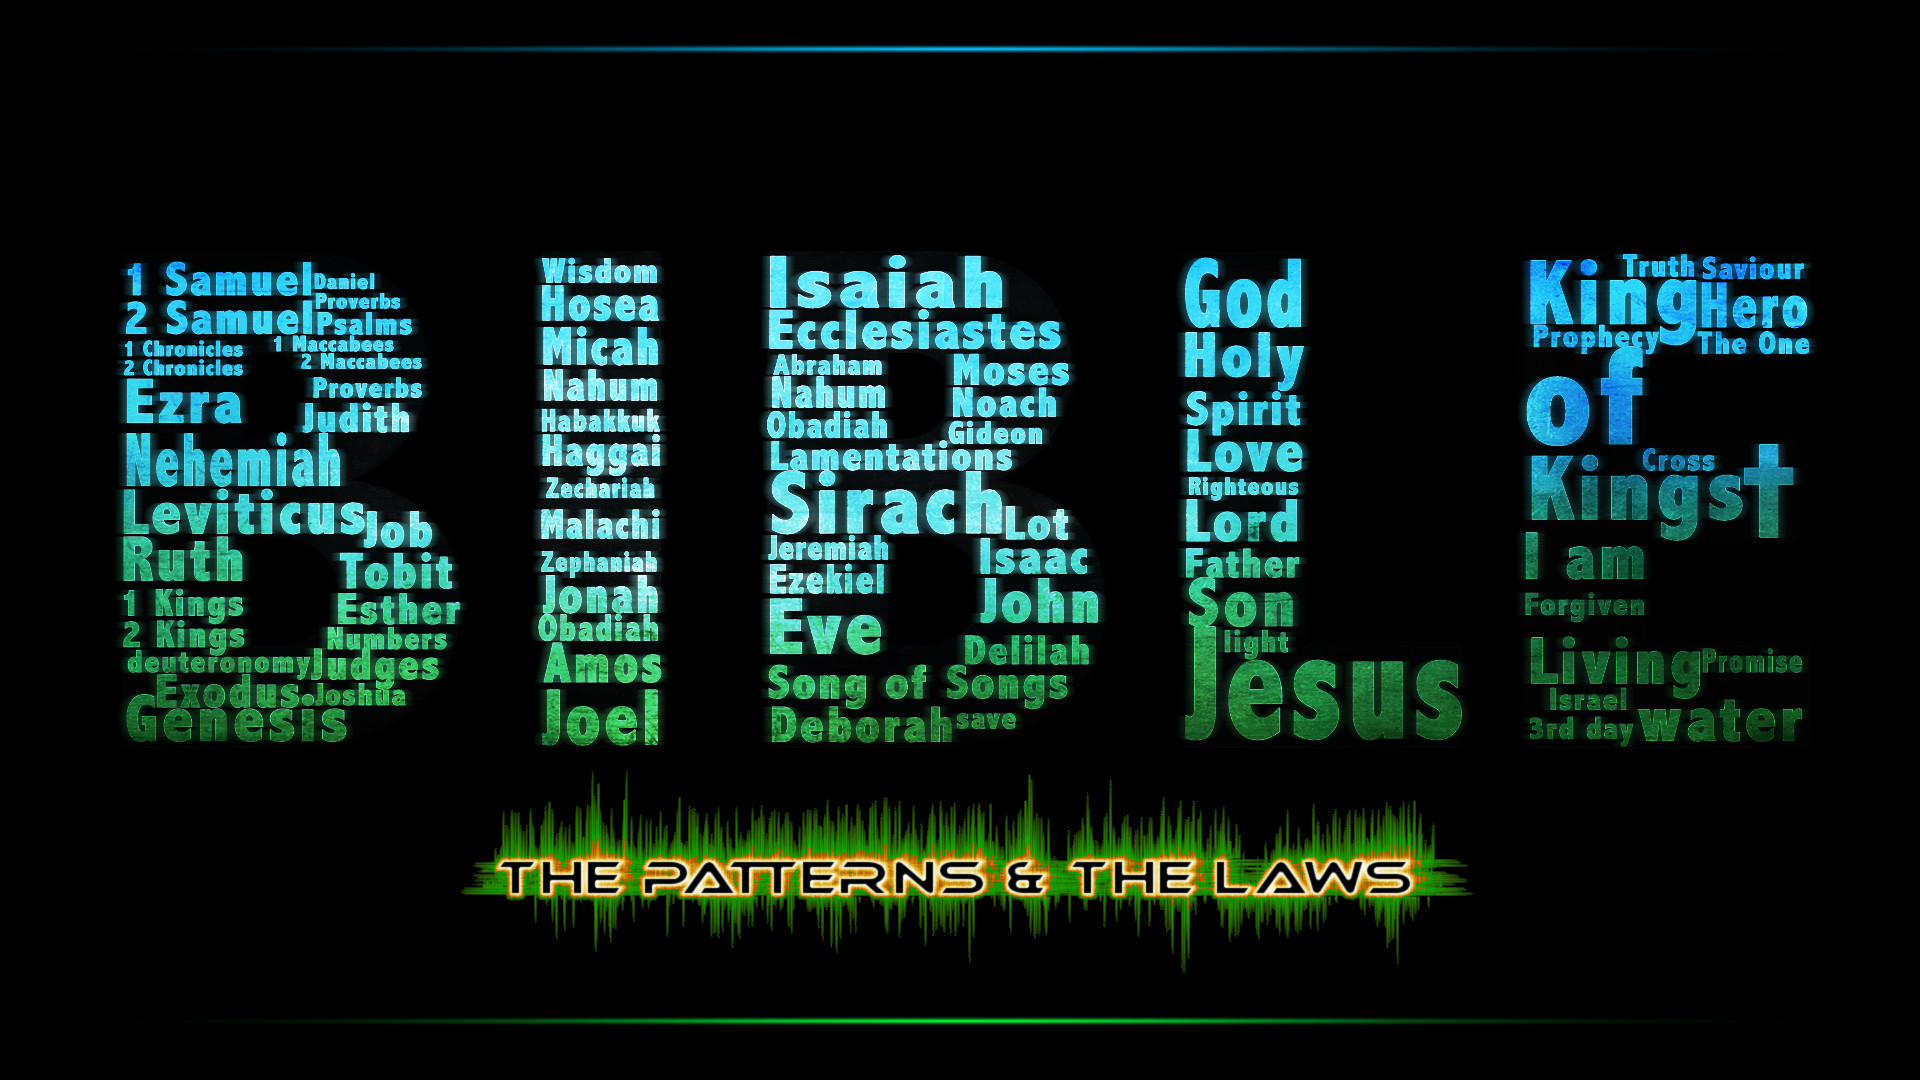 1 Samuel Daniel
Proverbs
2 Samuel Psalms
1 Chronicles 1 Maccabees
2 Chronicles 2 Maccabees
Ezra Proverbs
Judith
Nehemiah
Leviticus Job
Ruth Tobit
1 Kings Esther
2 Kings Numbers
deuteronomy Judges
Exodus. Joshua
Genesis
Wisdom
Hosea
Micah
Nahum
Habakkuk
Haggai
Zechariah
Malachi
Zephaniah
Jonah
Obadiah
Amos
Joel
Isaiah
Ecclesiastes
Abraham Moses
Nahum Noach
Obadiah Gideon
Lamentations
Sirach Lot
Jeremiah Isaac
Ezekiel John
Eve Delilah
Song of Songs
Deborah save
God
Holy
Spirit
Love
Righteous
Lord
Father
Son
light
Jesus
King Truth Saviour
Hero
Prophecy The One
of
Kings Cross
I am
Forgiven
Living Promise
Israel
3rd day water
THE PATTERNS & THE LAWS